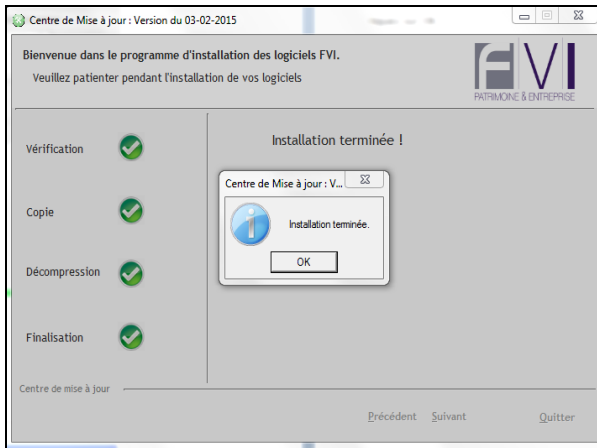 Centre de Mise à jour : Version du 03-02-2015
Bienvenue dans le programme d'installation des logiciels FVI.
Veuillez patienter pendant l'installation de vos logiciels
FVI
PATRIMOINE & ENTREPRISE
Vérification
Installation terminée !
Centre de Mise à jour : V...
Installation terminée.
OK
Copie
Décompression
Finalisation
Centre de mise à jour
Précédent Suivant Quitter